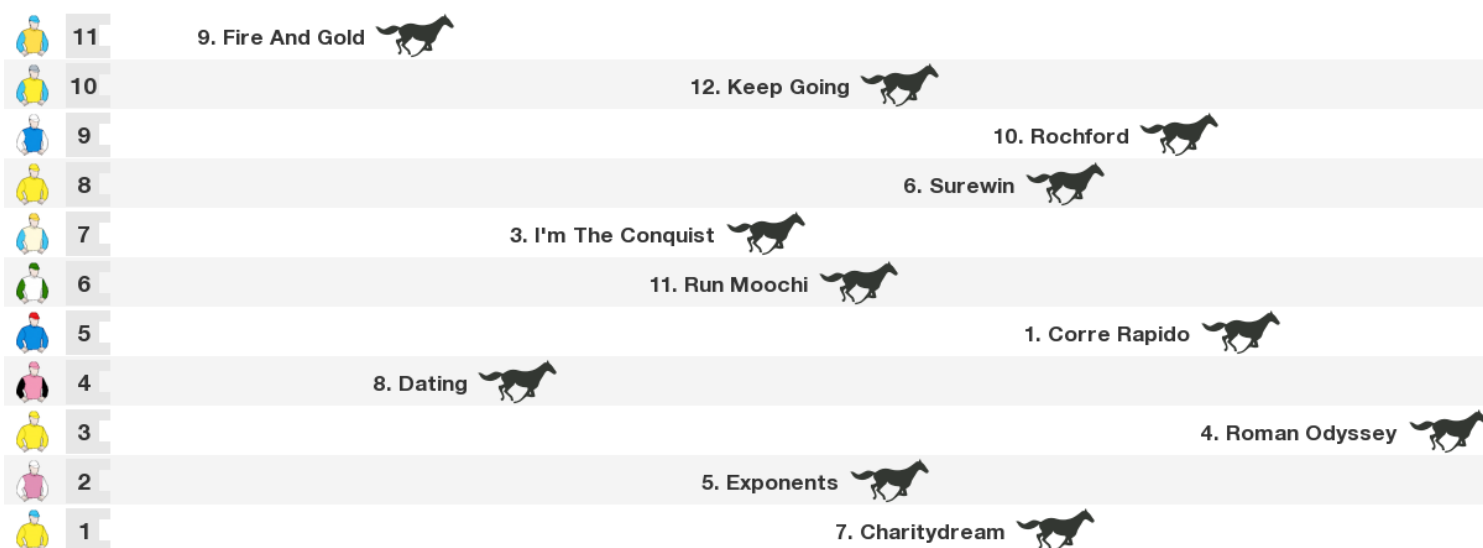 11 9. Fire And Gold
10 12. Keep Going
9 10. Rochford
8 6. Surewin
7 3. I'm The Conquist
6 11. Run Moochi
5 1. Corre Rapido
4 8. Dating
3 4. Roman Odyssey
2 5. Exponents
1 7. Charitydream